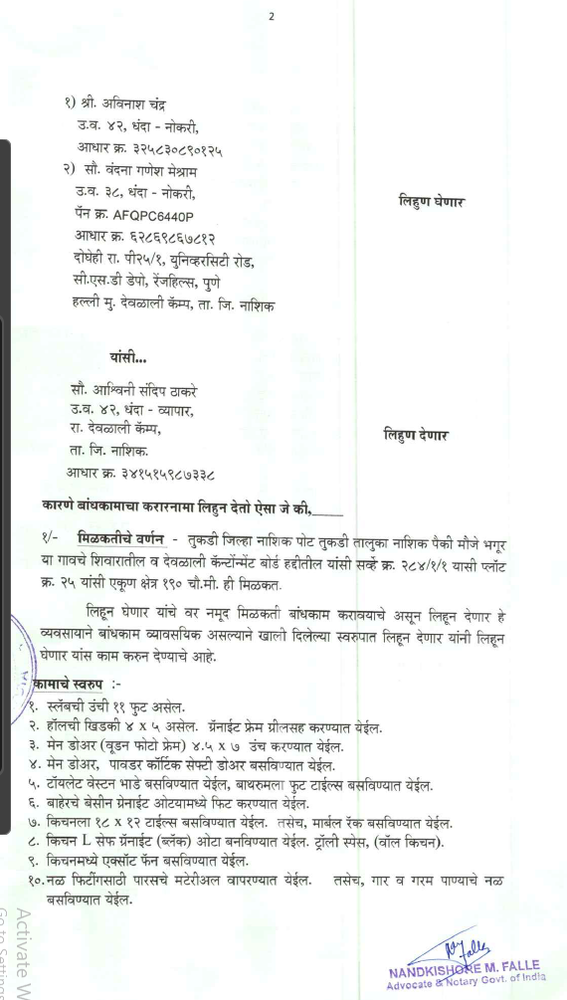 2
१) श्री. अविनाश चंद्र
उ.व. ४२, धंदा - नोकरी,
आधार क्र. ३२५८३०८९०१२५
२) सौ. वंदना गणेश मेश्राम
उ.व. ३८, धंदा - नोकरी,
लिहुण घेणार
पॅन क्र. AFQPC6440P
आधार क्र. ६२८६९८६७८१२
दोघेही रा. पी२५/१, युनिव्हरसिटी रोड,
सी.एस.डी डेपो, रेंजहिल्स, पुणे
हल्ली मु. देवळाली कॅम्प, ता. जि. नाशिक
यांसी...
सौ. आश्विनी संदिप ठाकरे
उ.व. ४२, धंदा - व्यापार,
रा. देवळाली कॅम्प,
लिहुण देणार
ता. जि. नाशिक.
आधार क्र. ३४१५१५९८७३३८
कारणे बांधकामाचा करारनामा लिहुन देतो ऐसा जे की,_____
१/- मिळकतीचे वर्णन - तुकडी जिल्हा नाशिक पोट तुकडी तालुका नाशिक पैकी मौजे भगूर
या गावचे शिवारातील व देवळाली कॅन्टोंन्मेंट बोर्ड हद्दीतील यांसी सर्व्हे क्र. २८४/१/१ यासी प्लॉट
क्र. २५ यांसी एकूण क्षेत्र १९० चौ.मी. ही मिळकत.
लिहून घेणार यांचे वर नमूद मिळकती बांधकाम करावयाचे असून लिहून देणार हे
व्यवसायाने बांधकाम व्यावसयिक असल्याने खाली दिलेल्या स्वरुपात लिहून देणार यांनी लिहून
घेणार यांस काम करुन देण्याचे आहे.
कामाचे स्वरुप :-
१. स्लॅबची उंची ११ फुट असेल.
२. हॉलची खिडकी ४ X ५ असेल. ग्रॅनाईट फ्रेम ग्रीलसह करण्यात येईल.
३. मेन डोअर (वूडन फोटो फ्रेम) ४.५ X ७ उंच करण्यात येईल.
४. मेन डोअर, पावडर कॉटिक सेफ्टी डोअर बसविण्यात येईल.
५. टॉयलेट वेस्टन भाडे बसविण्यात येईल, बाथरुमला फुट टाईल्स बसविण्यात येईल.
६. बाहेरचे बेसीन ग्रेनाईट ओटयामध्ये फिट करण्यात येईल.
७. किचनला १८ X १२ टाईल्स बसविण्यात येईल. तसेच, मार्बल रॅक बसविण्यात येईल.
८. किचन L सेफ ग्रॅनाईट (ब्लॅक) ओटा बनविण्यात येईल. ट्रॉली स्पेस, (वॉल किचन).
९. किचनमध्ये एक्सॉट फॅन बसविण्यात येईल.
१०. नळ फिटींगसाठी पारसचे मटेरीअल वापरण्यात येईल. तसेच, गार व गरम पाण्याचे नळ
बसविण्यात येईल.
NANDKISHORE M. FALLE
Advocate & Notary Govt. of India
Activate W
Go to Settings